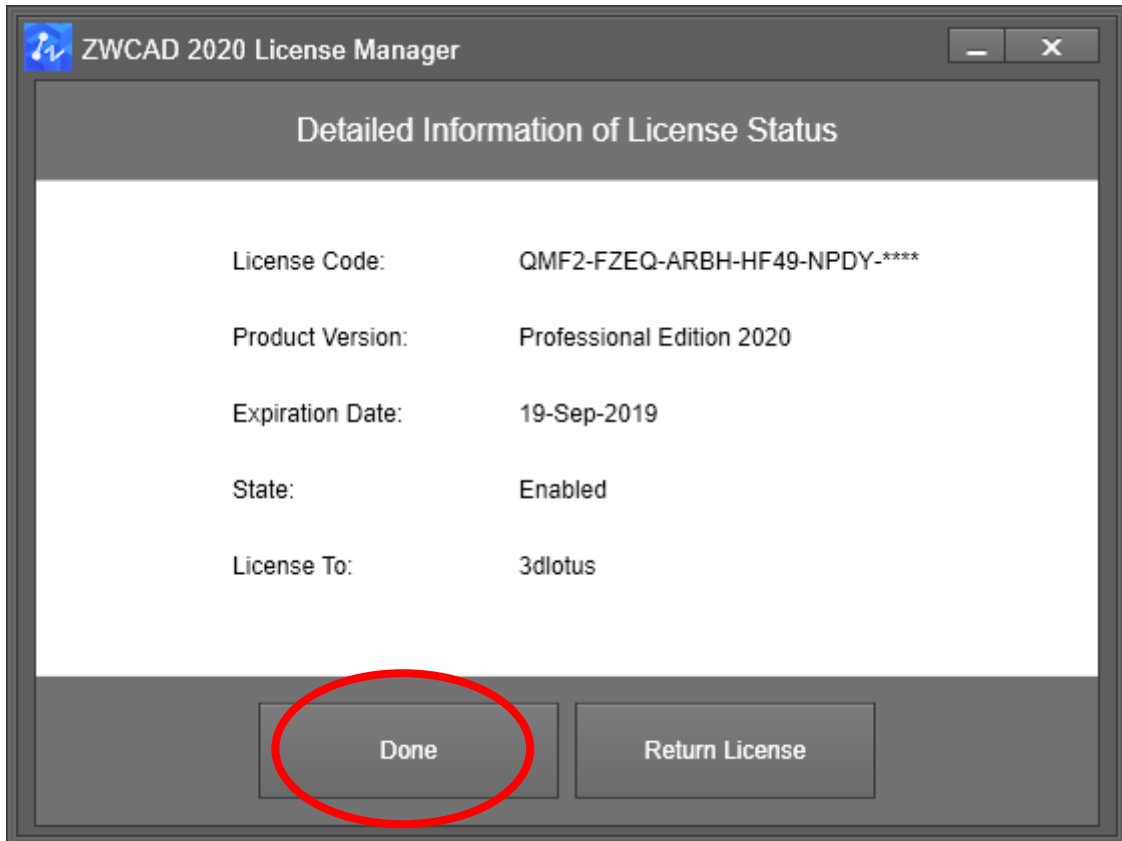 ZWCAD 2020 License Manager
Detailed Information of License Status
License Code: QMF2-FZEQ-ARBH-HF49-NPDY-****
Product Version: Professional Edition 2020
Expiration Date: 19-Sep-2019
State: Enabled
License To: 3dlotus
Done Return License